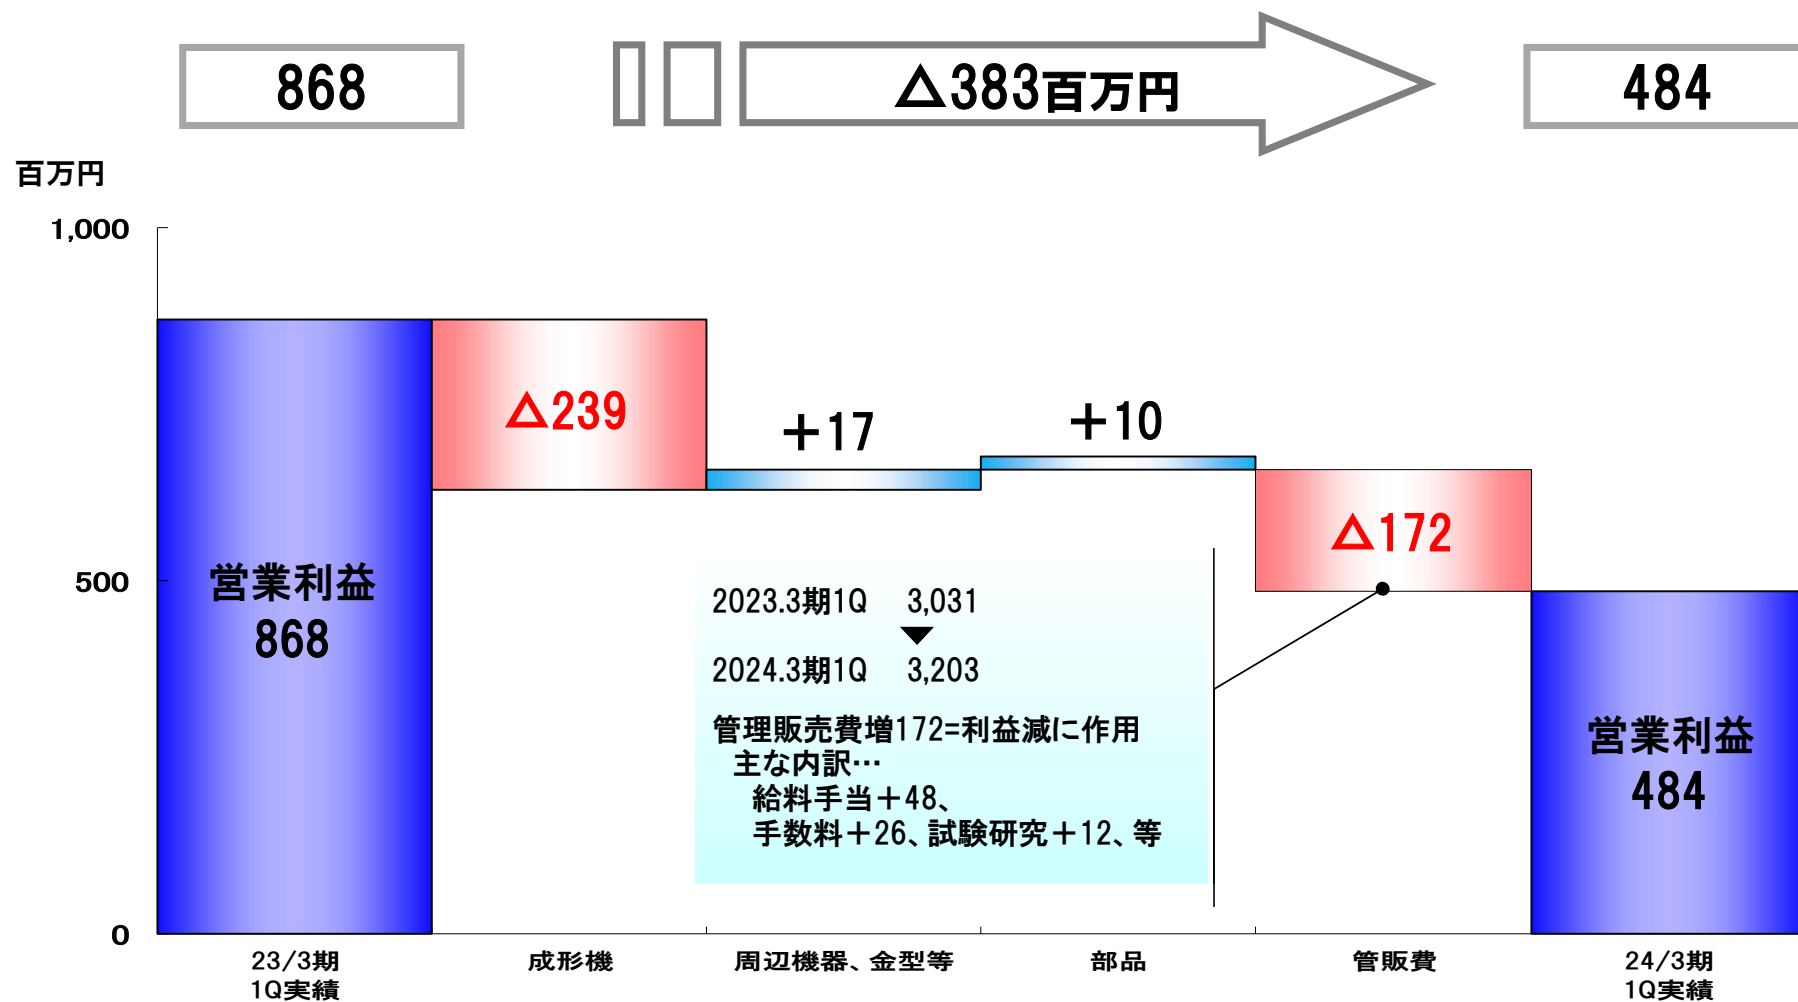 868
△383百万円
484
百万円
1,000
500
0
営業利益
868
△239
＋17
＋10
△172
2023.3期1Q 3,031
▼
2024.3期1Q 3,203
管理販売費増172=利益減に作用
主な内訳…
給料手当＋48、
手数料＋26、試験研究＋12、等
営業利益
484
23/3期
1Q実績
成形機
周辺機器、金型等
部品
管販費
24/3期
1Q実績